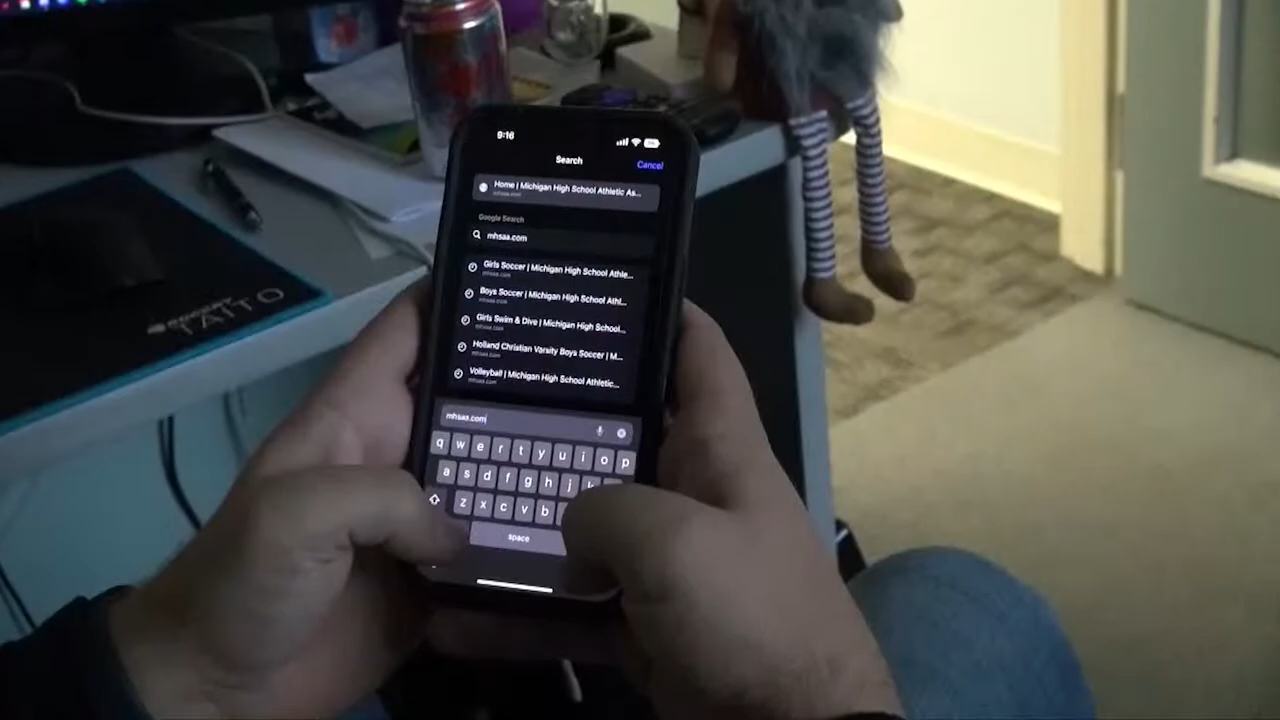 9:16
Search
Cancel
Home | Michigan High School Athletic As...
mhsaa.com
Google Search
mhsaa.com
Girls Soccer | Michigan High School Athle...
mhsaa.com
Boys Soccer | Michigan High School Athl...
mhsaa.com
Girls Swim & Dive | Michigan High School...
mhsaa.com
Holland Christian Varsity Boys Soccer | M...
mhsaa.com
Volleyball | Michigan High School Athletic...
mhsaa.com
mhsaa.com
q w e r t y u i o p
a s d f g h j k
z x c v b
space
TATTO